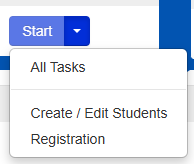 Start
All Tasks
Create / Edit Students
Registration